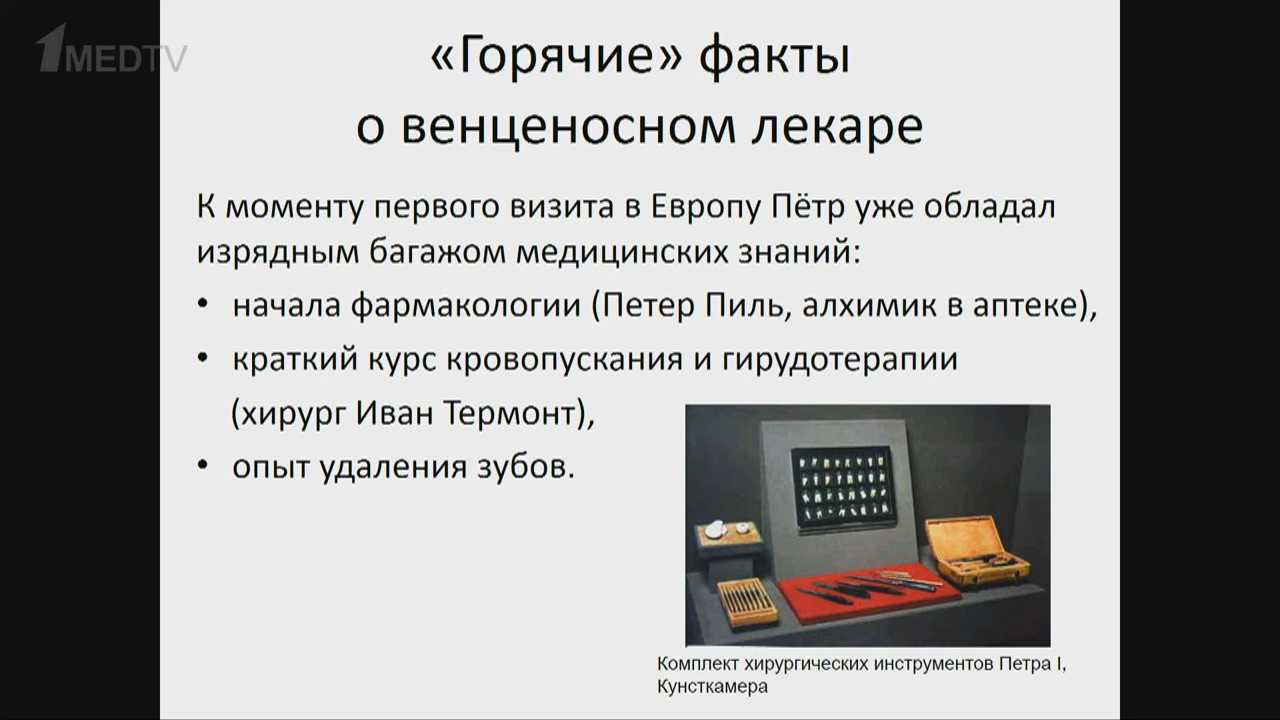 1MEDTV
«Горячие» факты
о венценосном лекаре
К моменту первого визита в Европу Пётр уже обладал
изрядным багажом медицинских знаний:
• начала фармакологии (Петер Пиль, алхимик в аптеке),
• краткий курс кровопускания и гирудотерапии
(хирург Иван Термонт),
• опыт удаления зубов.
Комплект хирургических инструментов Петра I,
Кунсткамера